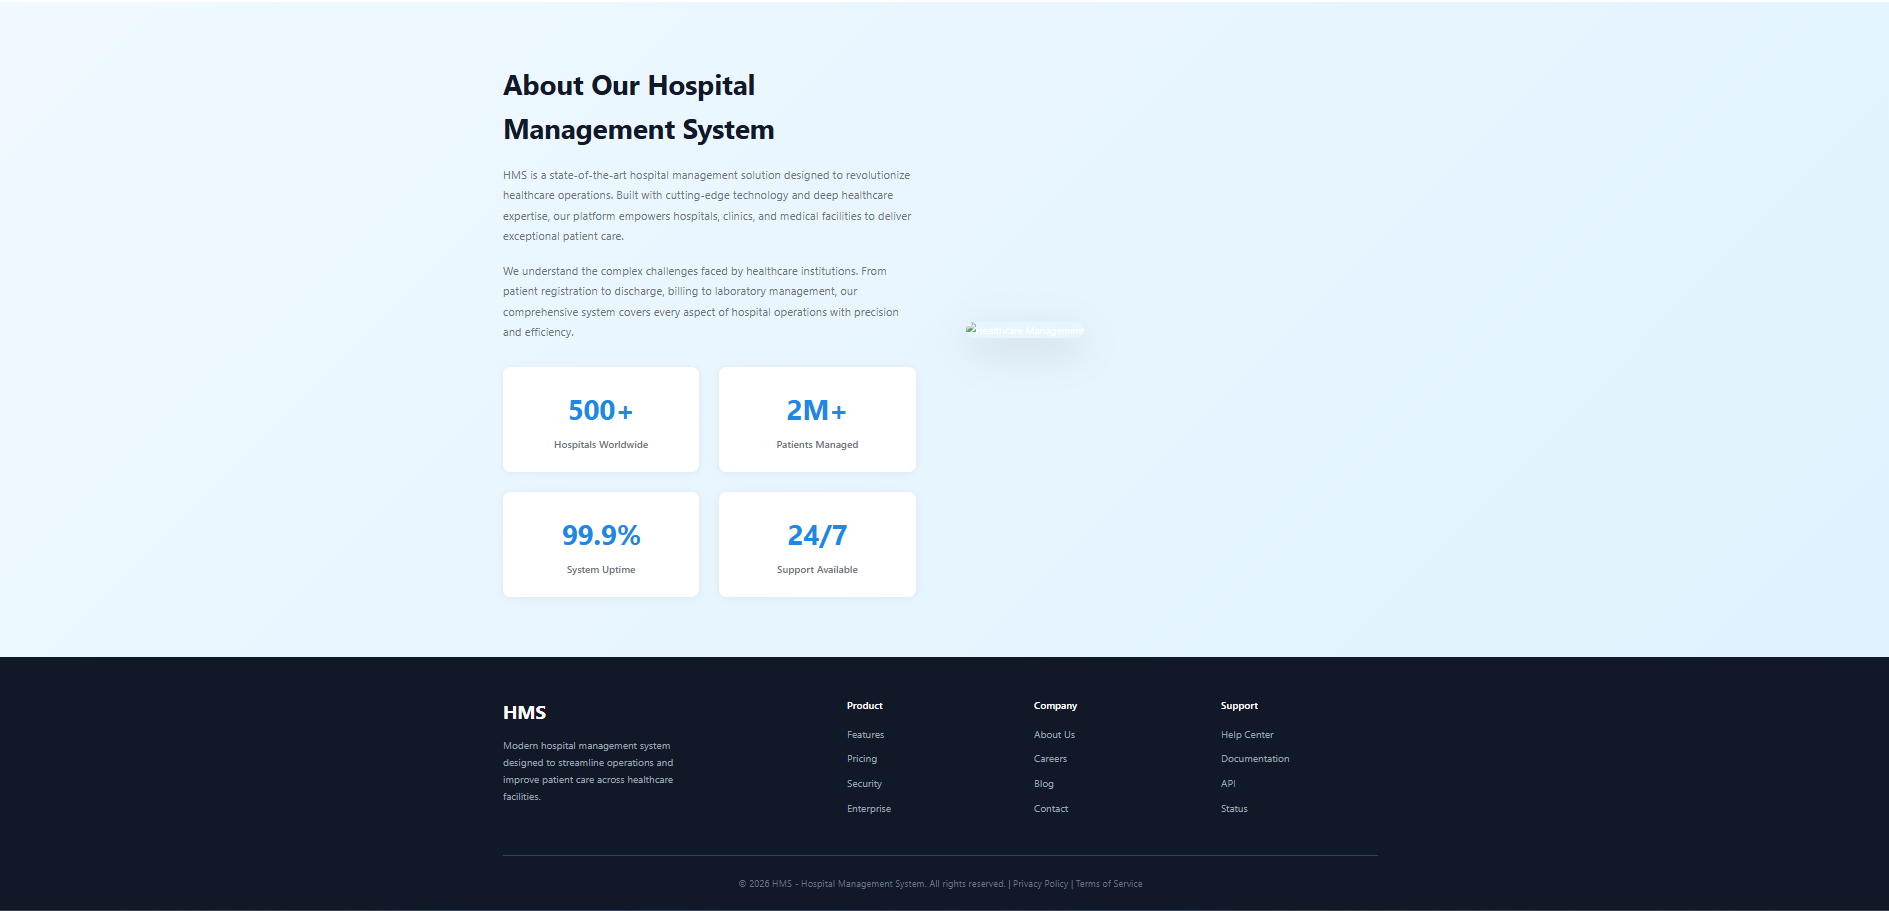 About Our Hospital
Management System
HMS is a state-of-the-art hospital management solution designed to revolutionize
healthcare operations. Built with cutting-edge technology and deep healthcare
expertise, our platform empowers hospitals, clinics, and medical facilities to deliver
exceptional patient care.
We understand the complex challenges faced by healthcare institutions. From
patient registration to discharge, billing to laboratory management, our
comprehensive system covers every aspect of hospital operations with precision
and efficiency.
Healthcare Management
500+
Hospitals Worldwide
2M+
Patients Managed
99.9%
System Uptime
24/7
Support Available
HMS
Modern hospital management system
designed to streamline operations and
improve patient care across healthcare
facilities.
Product
Features
Pricing
Security
Enterprise
Company
About Us
Careers
Blog
Contact
Support
Help Center
Documentation
API
Status
© 2026 HMS - Hospital Management System. All rights reserved. | Privacy Policy | Terms of Service